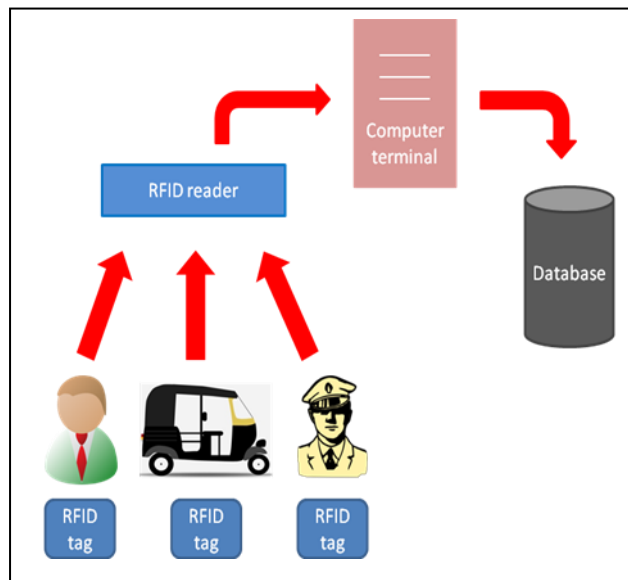 Computer
terminal
RFID reader
Database
RFID
tag
RFID
tag
RFID
tag